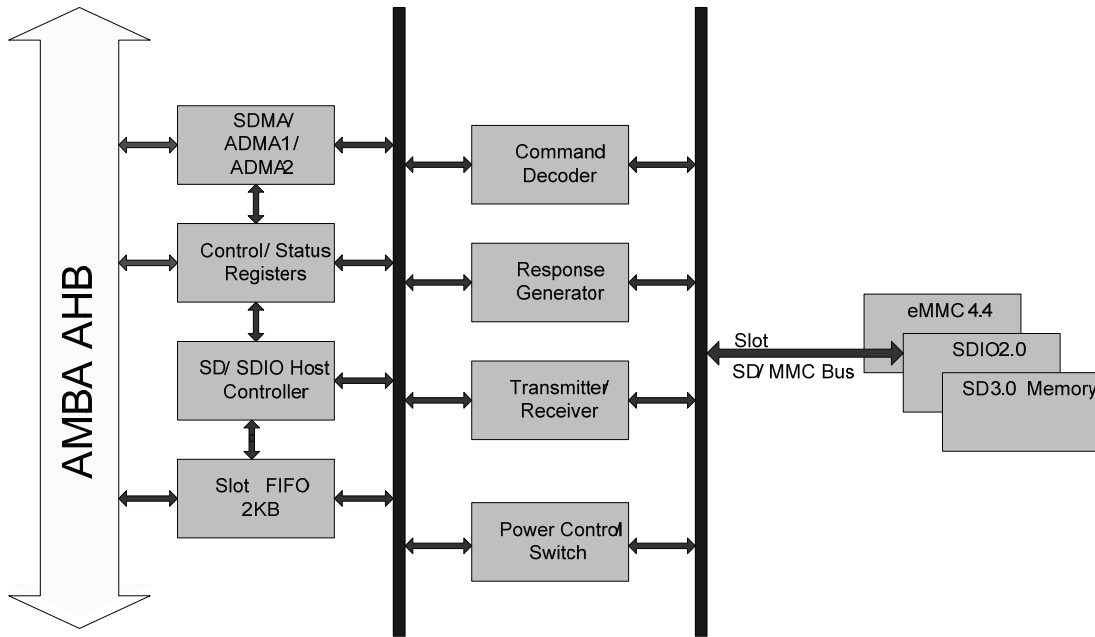 AMBA AHB
SDMA/
ADMA1/
ADMA2
Control/ Status
Registers
SD/ SDIO Host
Controller
Slot FIFO
2KB
Command
Decoder
Response
Generator
Transmitter/
Receiver
Power Control/
Switch
Slot
SD/ MMC Bus
eMMC 4.4
SDIO2.0
SD3.0 Memory